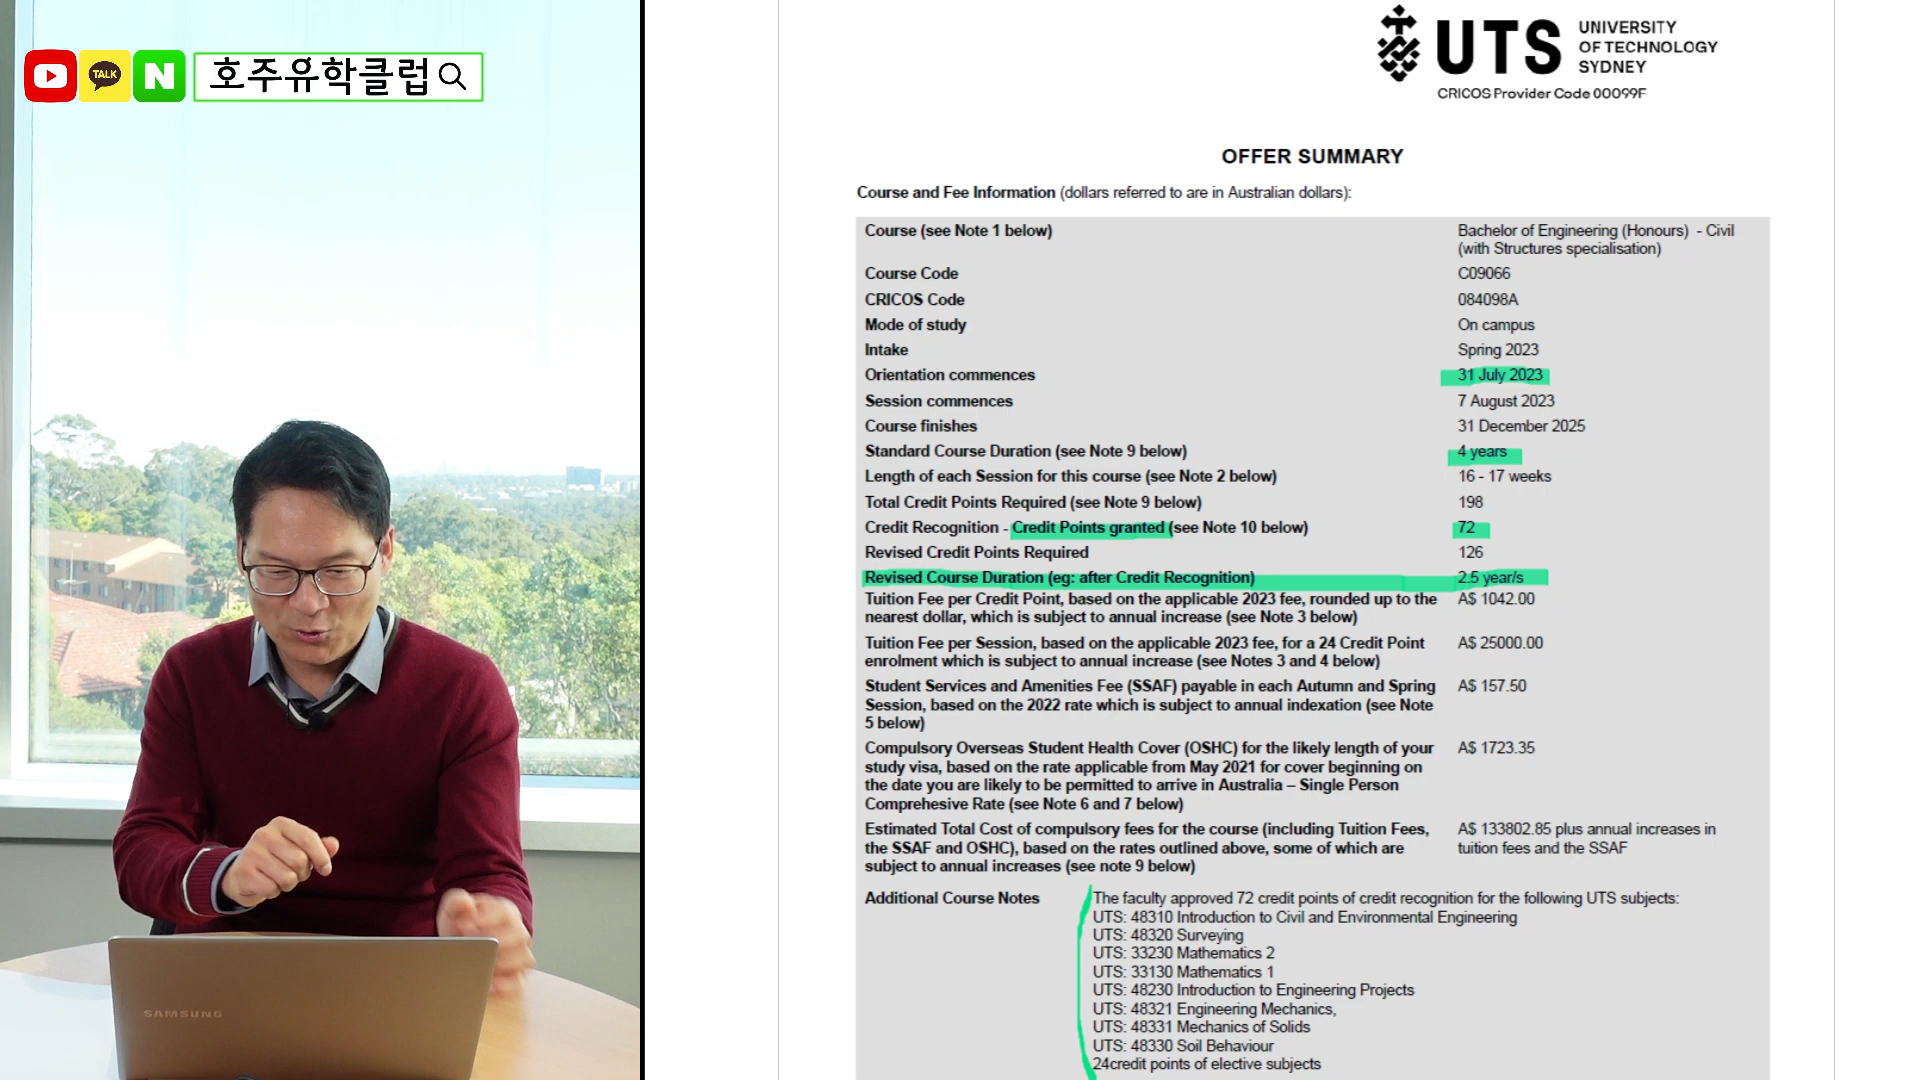 TALK
N
호주유학클럽
SAMSUNG
UTS
UNIVERSITY
OF TECHNOLOGY
SYDNEY
CRICOS Provider Code 00099F
OFFER SUMMARY
Course and Fee Information (dollars referred to are in Australian dollars):
Course (see Note 1 below) Bachelor of Engineering (Honours) - Civil
(with Structures specialisation)
Course Code C09066
CRICOS Code 084098A
Mode of study On campus
Intake Spring 2023
Orientation commences 31 July 2023
Session commences 7 August 2023
Course finishes 31 December 2025
Standard Course Duration (see Note 9 below) 4 years
Length of each Session for this course (see Note 2 below) 16 - 17 weeks
Total Credit Points Required (see Note 9 below) 198
Credit Recognition - Credit Points granted (see Note 10 below) 72
Revised Credit Points Required 126
Revised Course Duration (eg: after Credit Recognition) 2.5 year/s
Tuition Fee per Credit Point, based on the applicable 2023 fee, rounded up to the A$ 1042.00
nearest dollar, which is subject to annual increase (see Note 3 below)
Tuition Fee per Session, based on the applicable 2023 fee, for a 24 Credit Point A$ 25000.00
enrolment which is subject to annual increase (see Notes 3 and 4 below)
Student Services and Amenities Fee (SSAF) payable in each Autumn and Spring A$ 157.50
Session, based on the 2022 rate which is subject to annual indexation (see Note
5 below)
Compulsory Overseas Student Health Cover (OSHC) for the likely length of your A$ 1723.35
study visa, based on the rate applicable from May 2021 for cover beginning on
the date you are likely to be permitted to arrive in Australia – Single Person
Comprehesive Rate (see Note 6 and 7 below)
Estimated Total Cost of compulsory fees for the course (including Tuition Fees, A$ 133802.85 plus annual increases in
the SSAF and OSHC), based on the rates outlined above, some of which are tuition fees and the SSAF
subject to annual increases (see note 9 below)
Additional Course Notes The faculty approved 72 credit points of credit recognition for the following UTS subjects:
UTS: 48310 Introduction to Civil and Environmental Engineering
UTS: 48320 Surveying
UTS: 33230 Mathematics 2
UTS: 33130 Mathematics 1
UTS: 48230 Introduction to Engineering Projects
UTS: 48321 Engineering Mechanics,
UTS: 48331 Mechanics of Solids
UTS: 48330 Soil Behaviour
24credit points of elective subjects